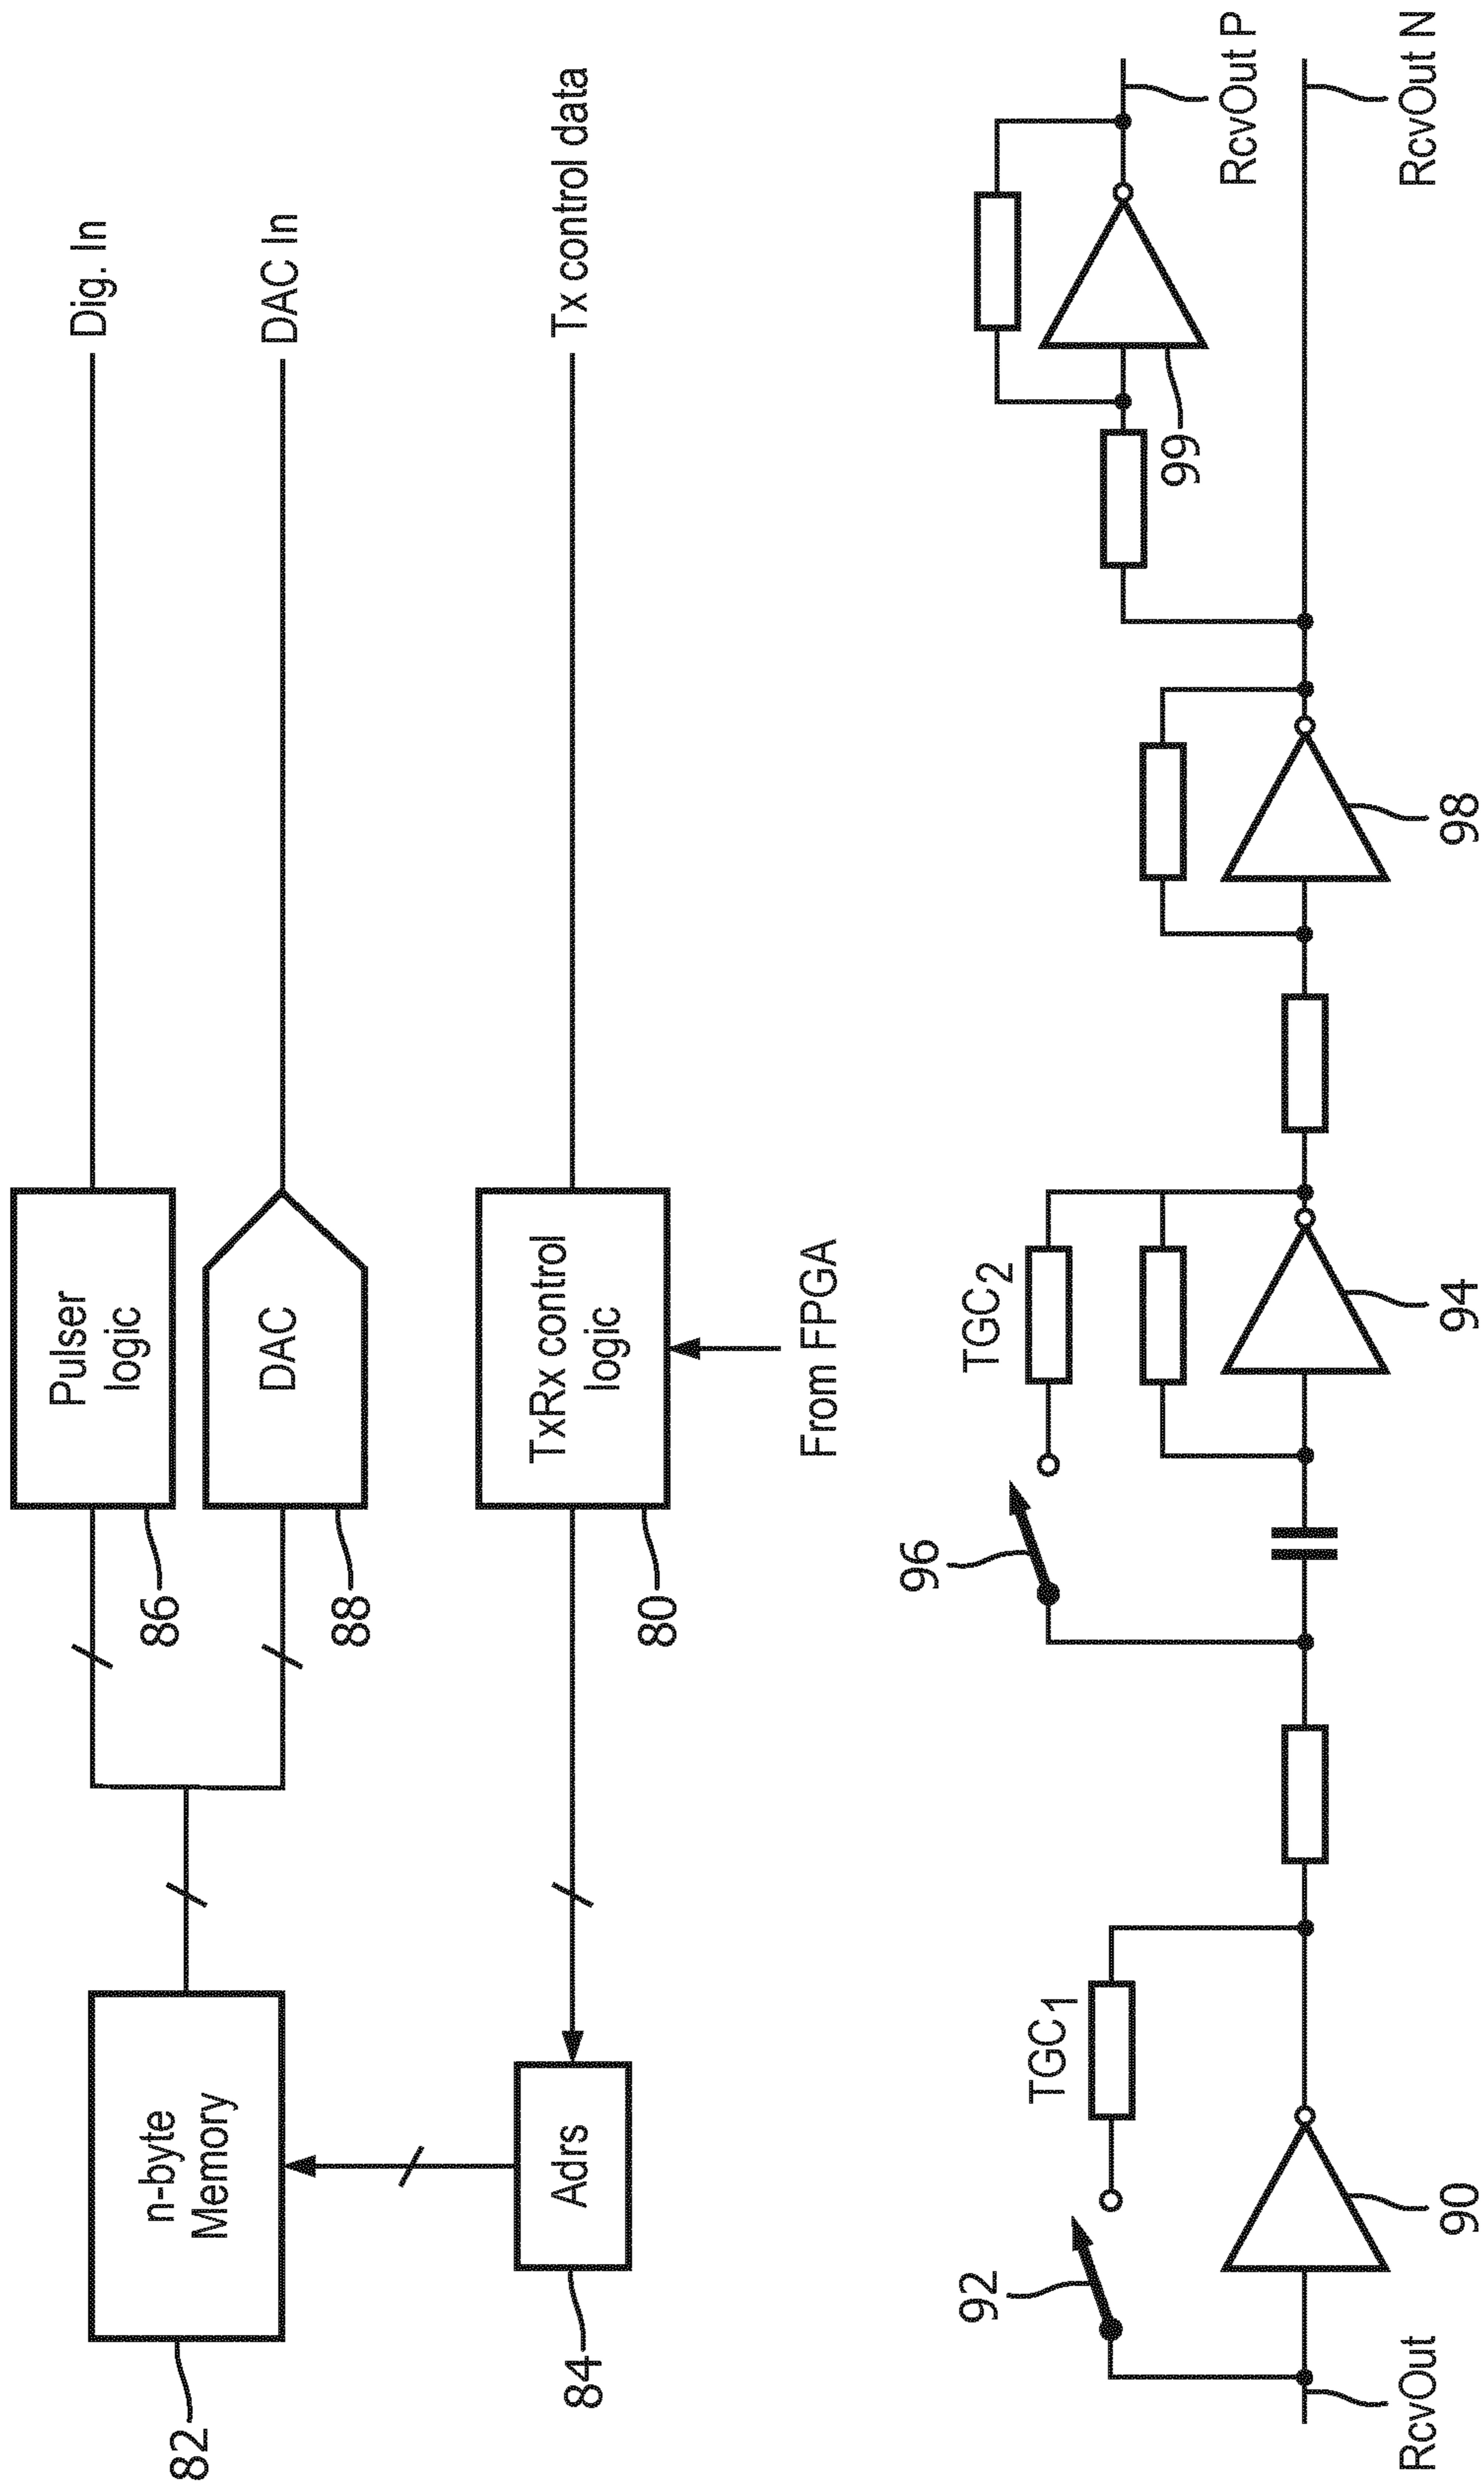 82
n-byte
Memory
84
Adrs
86
Pulser
logic
Dig. In
88
DAC
DAC In
80
TxRx control
logic
Tx control data
From FPGA
RcvOut
92
TGC1
90
96
TGC2
94
98
99
RcvOut P
RcvOut N